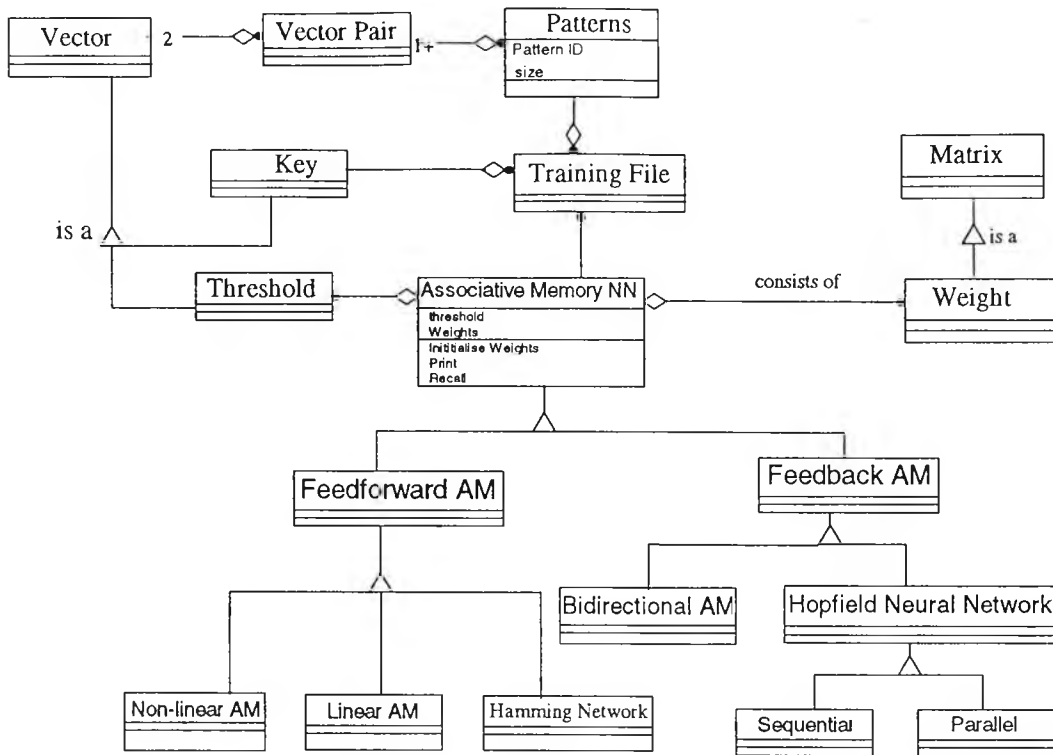 Vector
2
Vector Pair
1+
Patterns
Pattern ID
size
Key
Training File
Matrix
is a
is a
Threshold
Associative Memory NN
threshold
Weights
Inititialise Weights
Print
Recall
consists of
Weight
Feedforward AM
Feedback AM
Bidirectional AM
Hopfield Neural Network
Non-linear AM
Linear AM
Hamming Network
Sequential
Parallel